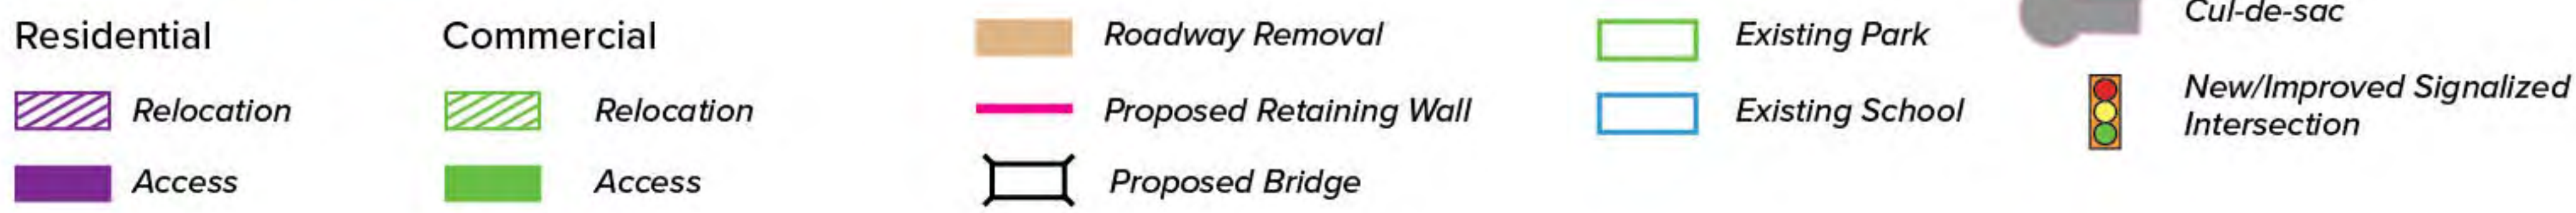 Residential
Relocation
Access
Commercial
Relocation
Access
Roadway Removal
Proposed Retaining Wall
Proposed Bridge
Existing Park
Existing School
Cul-de-sac
New/Improved Signalized
Intersection